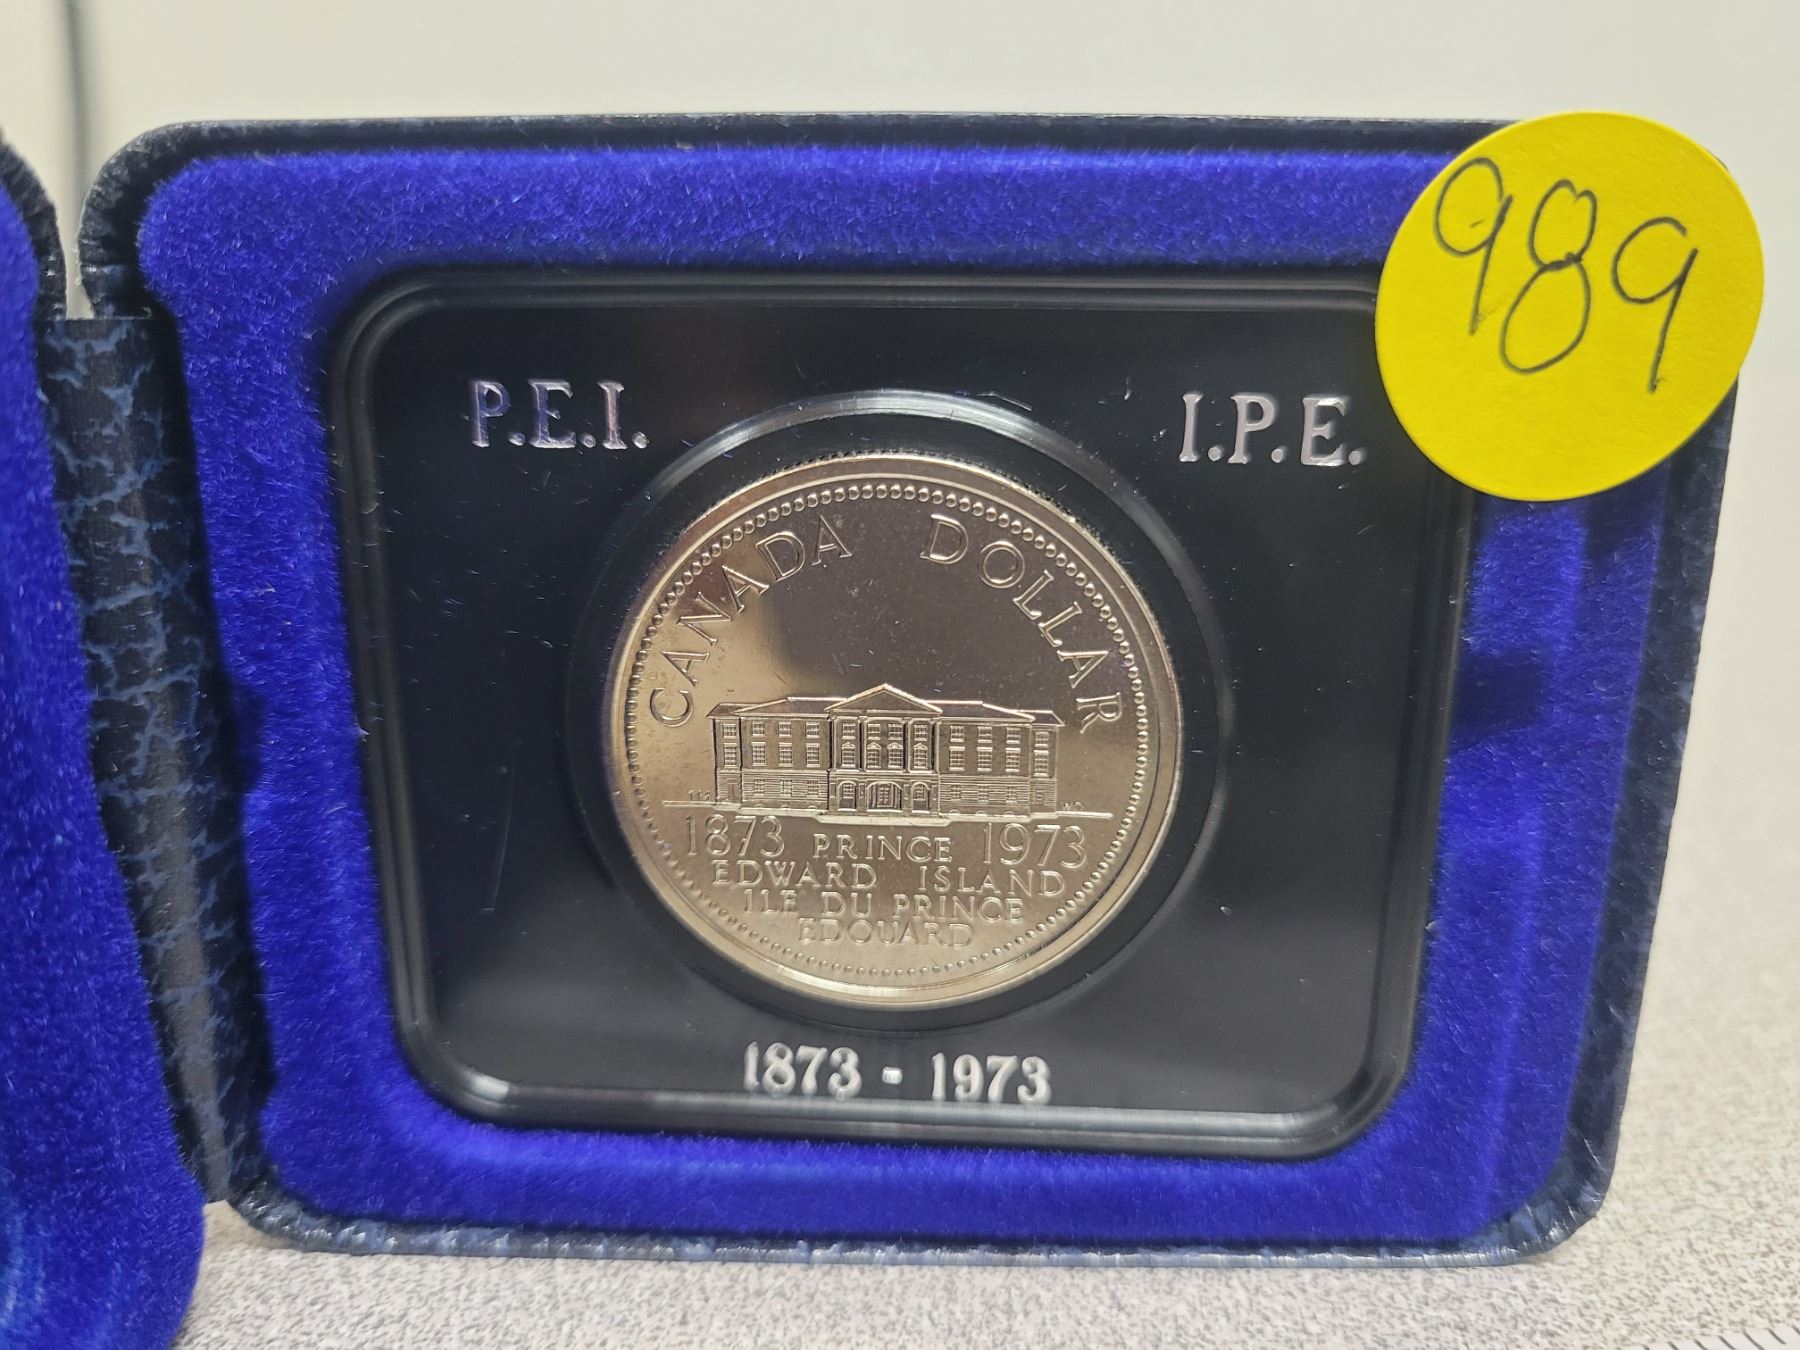 989
P.E.I. I.P.E.
CANADA DOLLAR
1873 PRINCE 1973
EDWARD ISLAND
ILE DU PRINCE
EDOUARD
1873 · 1973